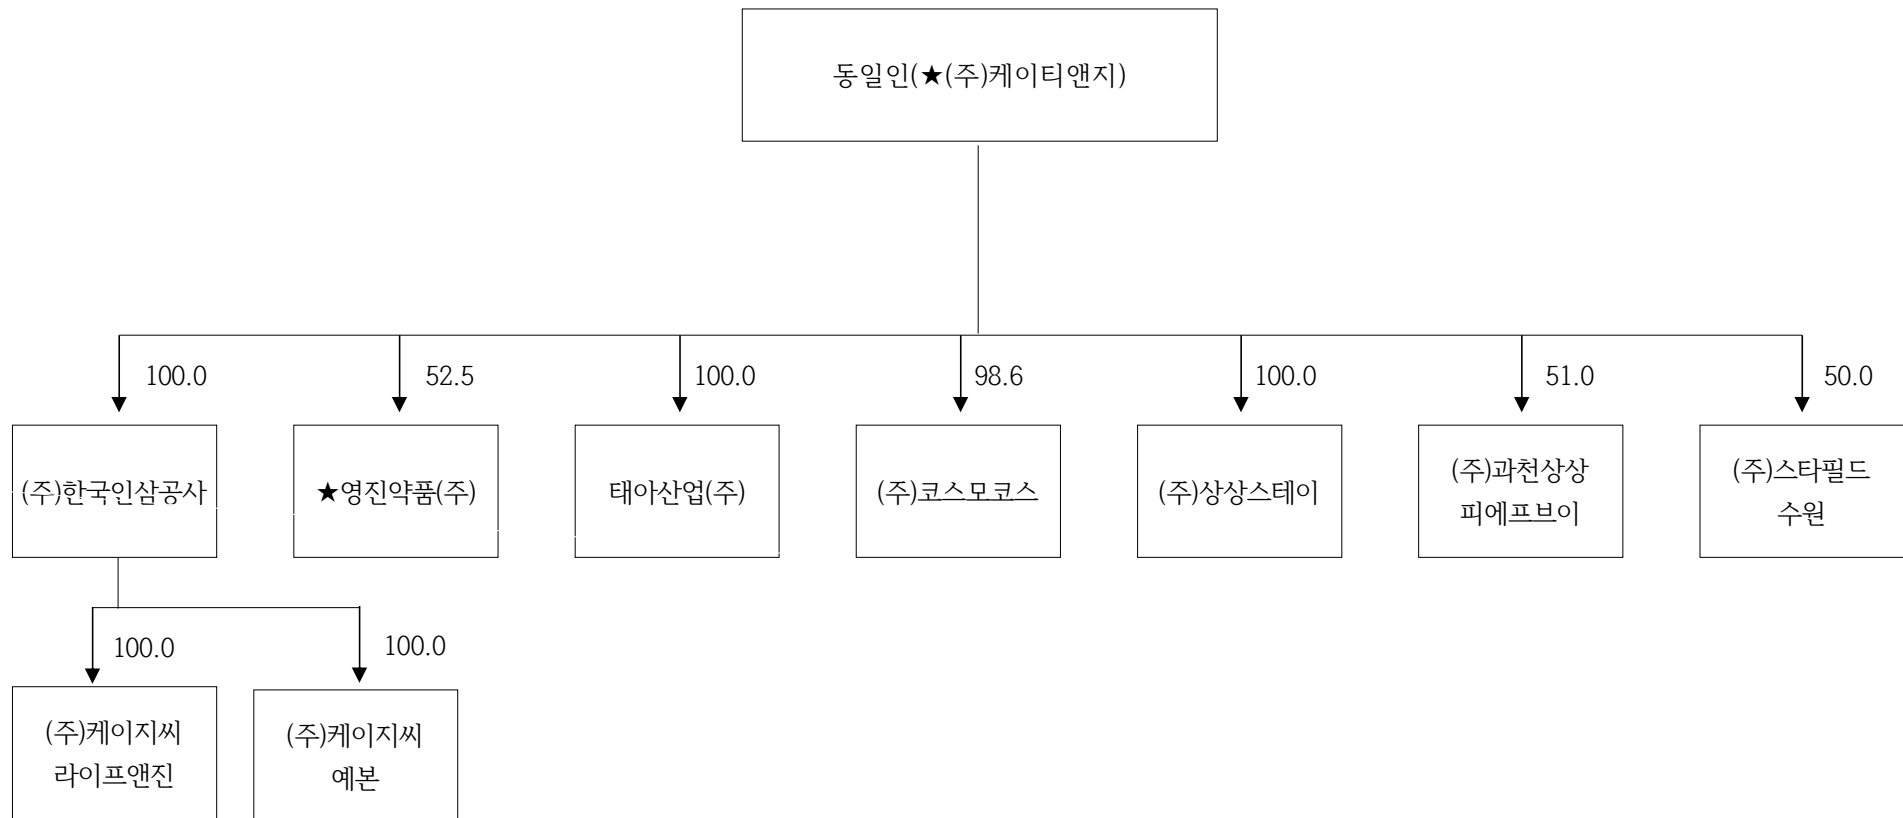 동일인(★(주)케이티앤지)
100.0
52.5
100.0
98.6
100.0
51.0
50.0
(주)한국인삼공사
★영진약품(주)
태아산업(주)
(주)코스모코스
(주)상상스테이
(주)과천상상
피에프브이
(주)스타필드
수원
100.0
100.0
(주)케이지씨
라이프앤진
(주)케이지씨
예본